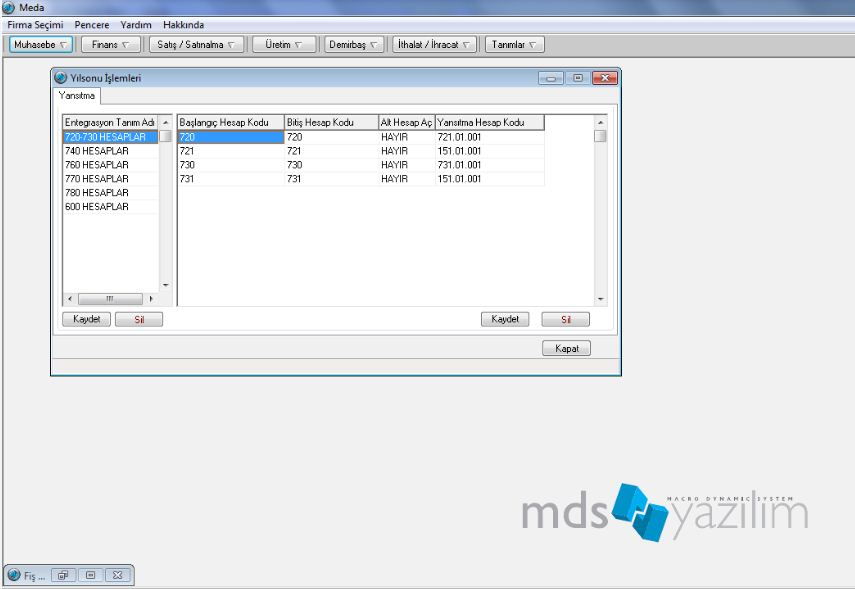 Meda
Firma Seçimi Pencere Yardım Hakkında
Muhasebe Finans Satış / Satınalma Üretim Demirbaş İthalat / İhracat Tanımlar
Yılsonu İşlemleri
Yansıtma
Entegrasyon Tanım Adı Başlangıç Hesap Kodu Bitiş Hesap Kodu Alt Hesap Aç Yansıtma Hesap Kodu
720-730 HESAPLAR 720 720 HAYIR 721.01.001
740 HESAPLAR 721 721 HAYIR 151.01.001
760 HESAPLAR 730 730 HAYIR 731.01.001
770 HESAPLAR 731 731 HAYIR 151.01.001
780 HESAPLAR
600 HESAPLAR
Kaydet Sil Kaydet Sil
Kapat
MACRO DYNAMIC SYSTEM
mds yazılım
Fiş ...